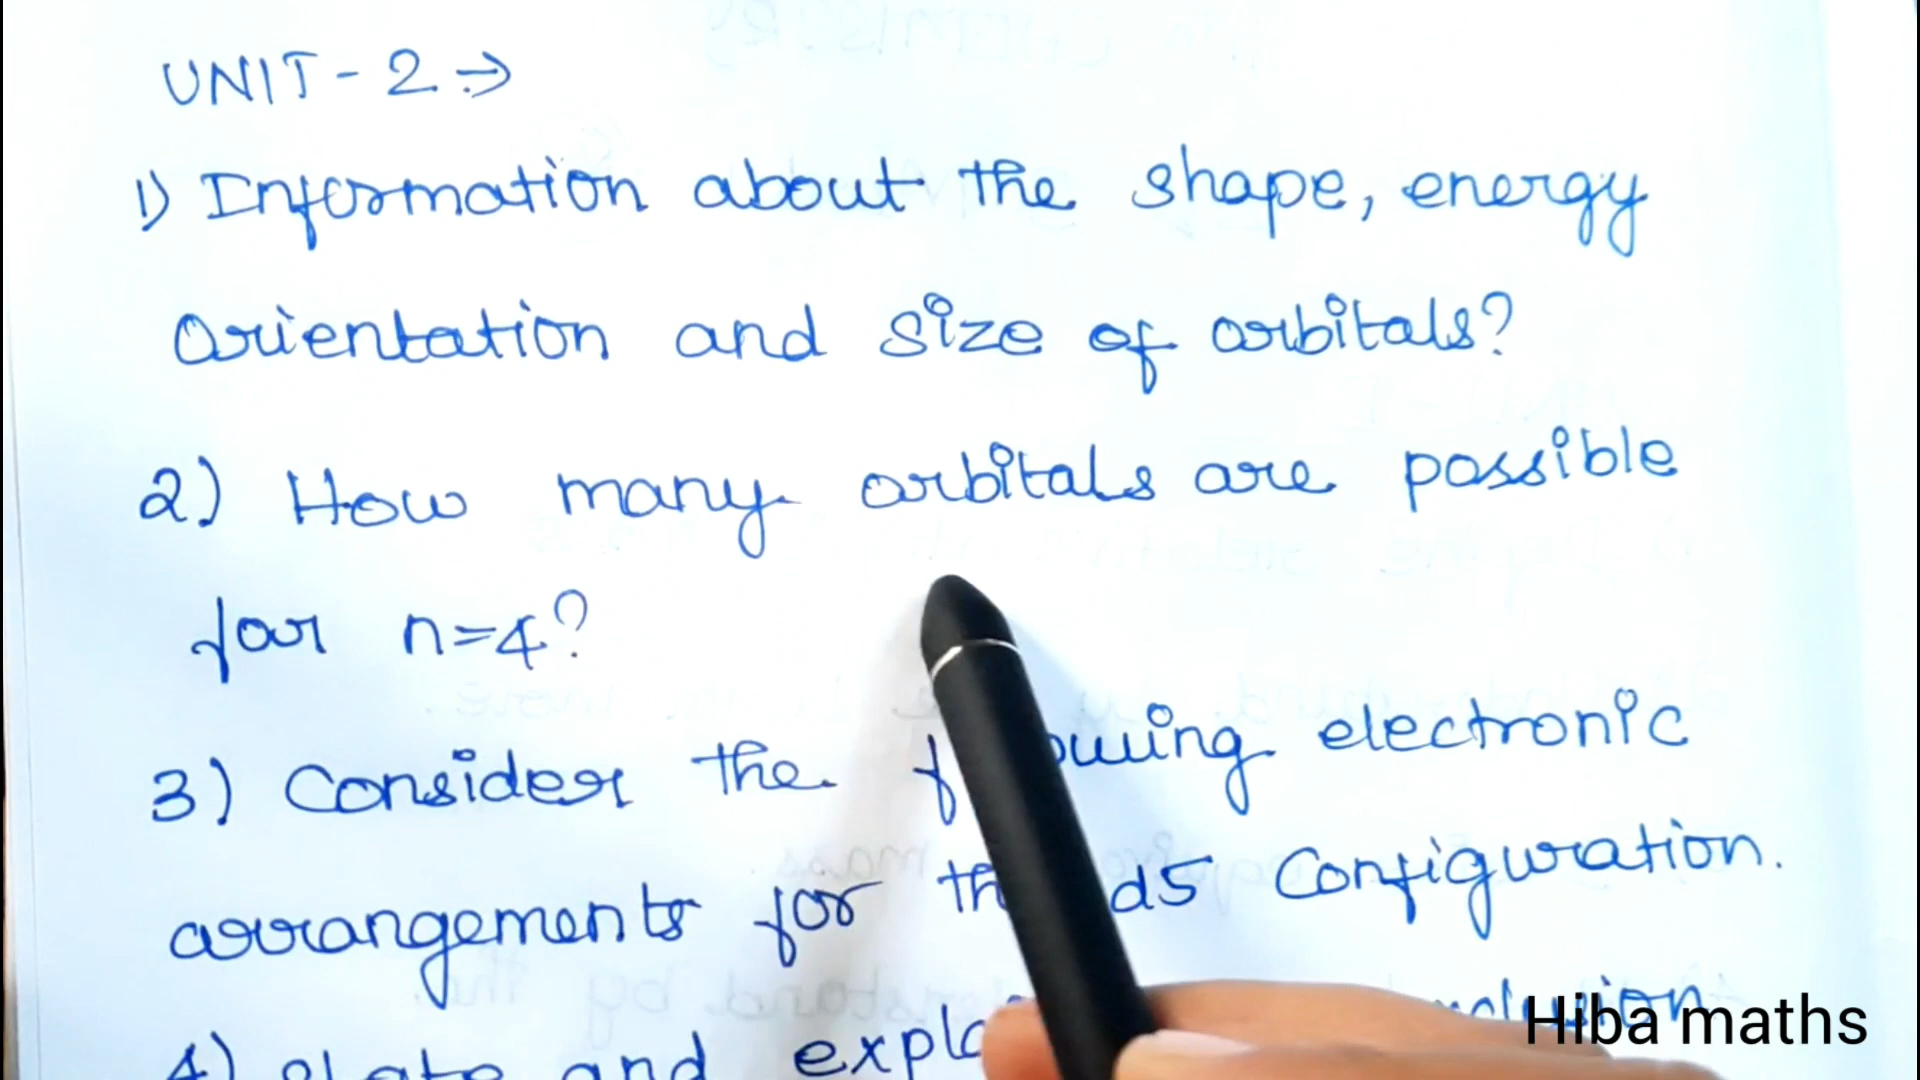 UNIT - 2 →
1) Information about the shape, energy
Orientation and size of orbitals?
2) How many orbitals are possible
for n=4?
3) Consider the electronic
arrangements for d5 Configuration.
4) and
Hiba maths